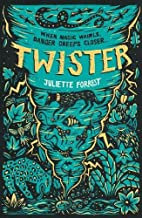 WHEN MAGIC WHIRLS,
DANGER CREEPS CLOSER...
TWISTER
JULIETTE FORREST